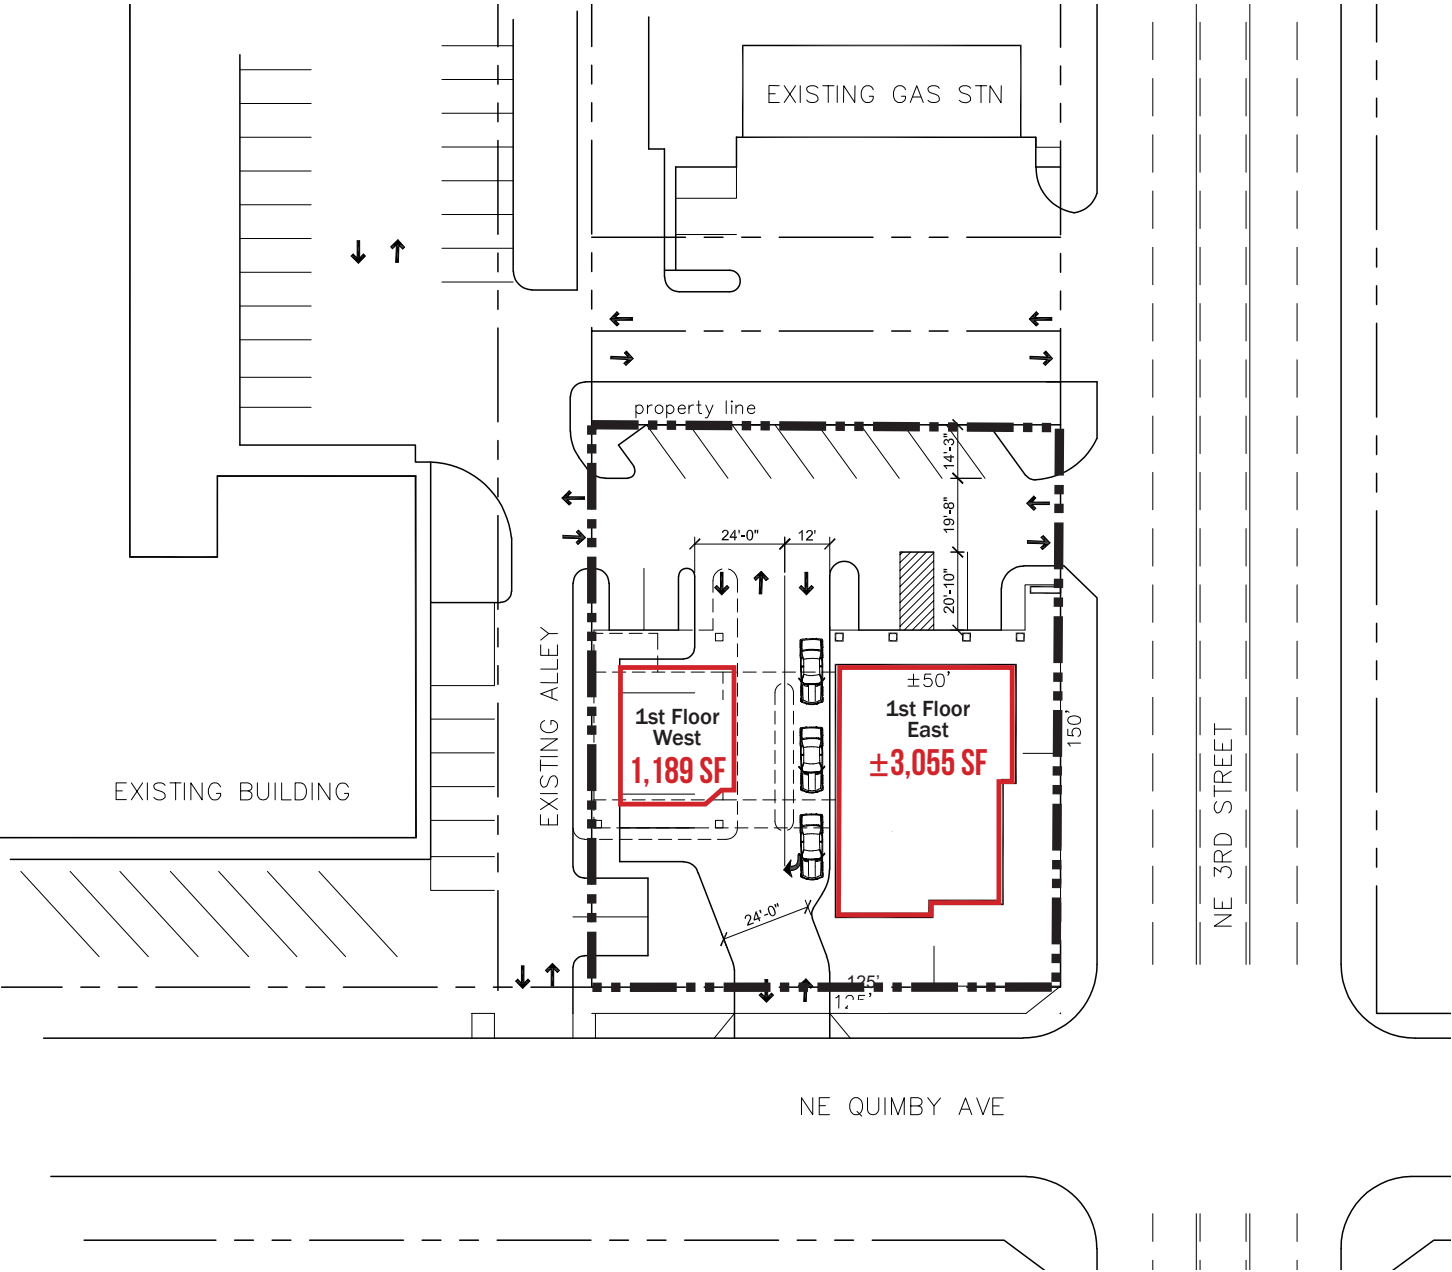 EXISTING GAS STN
property line
14'-3"
19'-8"
24'-0"
12'
20'-10"
EXISTING ALLEY
±50'
1st Floor
East
±3,055 SF
1st Floor
West
1,189 SF
150'
EXISTING BUILDING
NE 3RD STREET
24'-0"
125'
125'
NE QUIMBY AVE